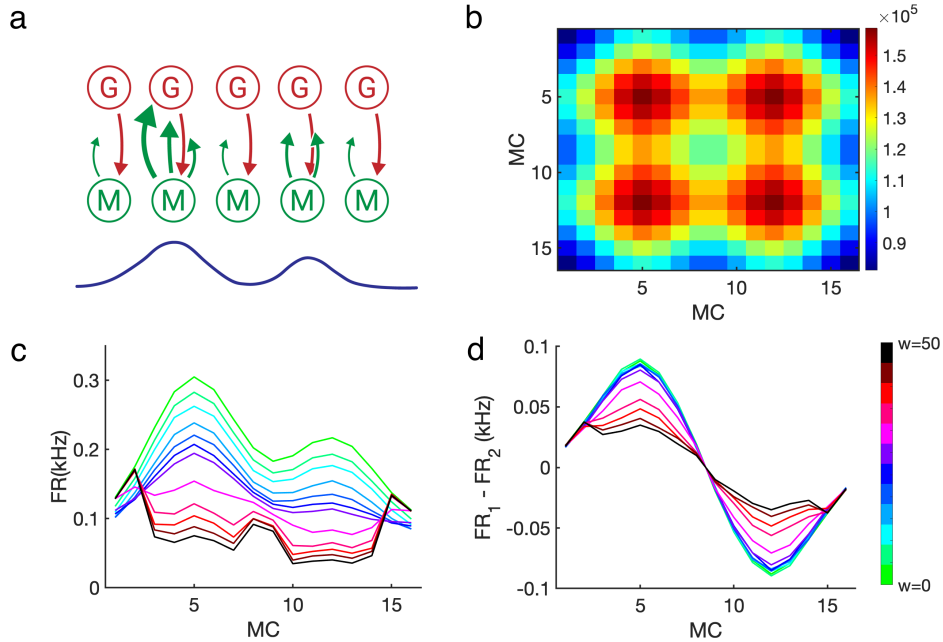 a
G G G G G
M M M M M
b
×10⁵
MC
5
10
15
5 10 15
MC
1.5
1.4
1.3
1.2
1.1
1
0.9
c
FR(kHz)
0.3
0.2
0.1
0
5 10 15
MC
d
FR₁ - FR₂ (kHz)
0.1
0.05
0
-0.05
-0.1
5 10 15
MC
w=50
w=0